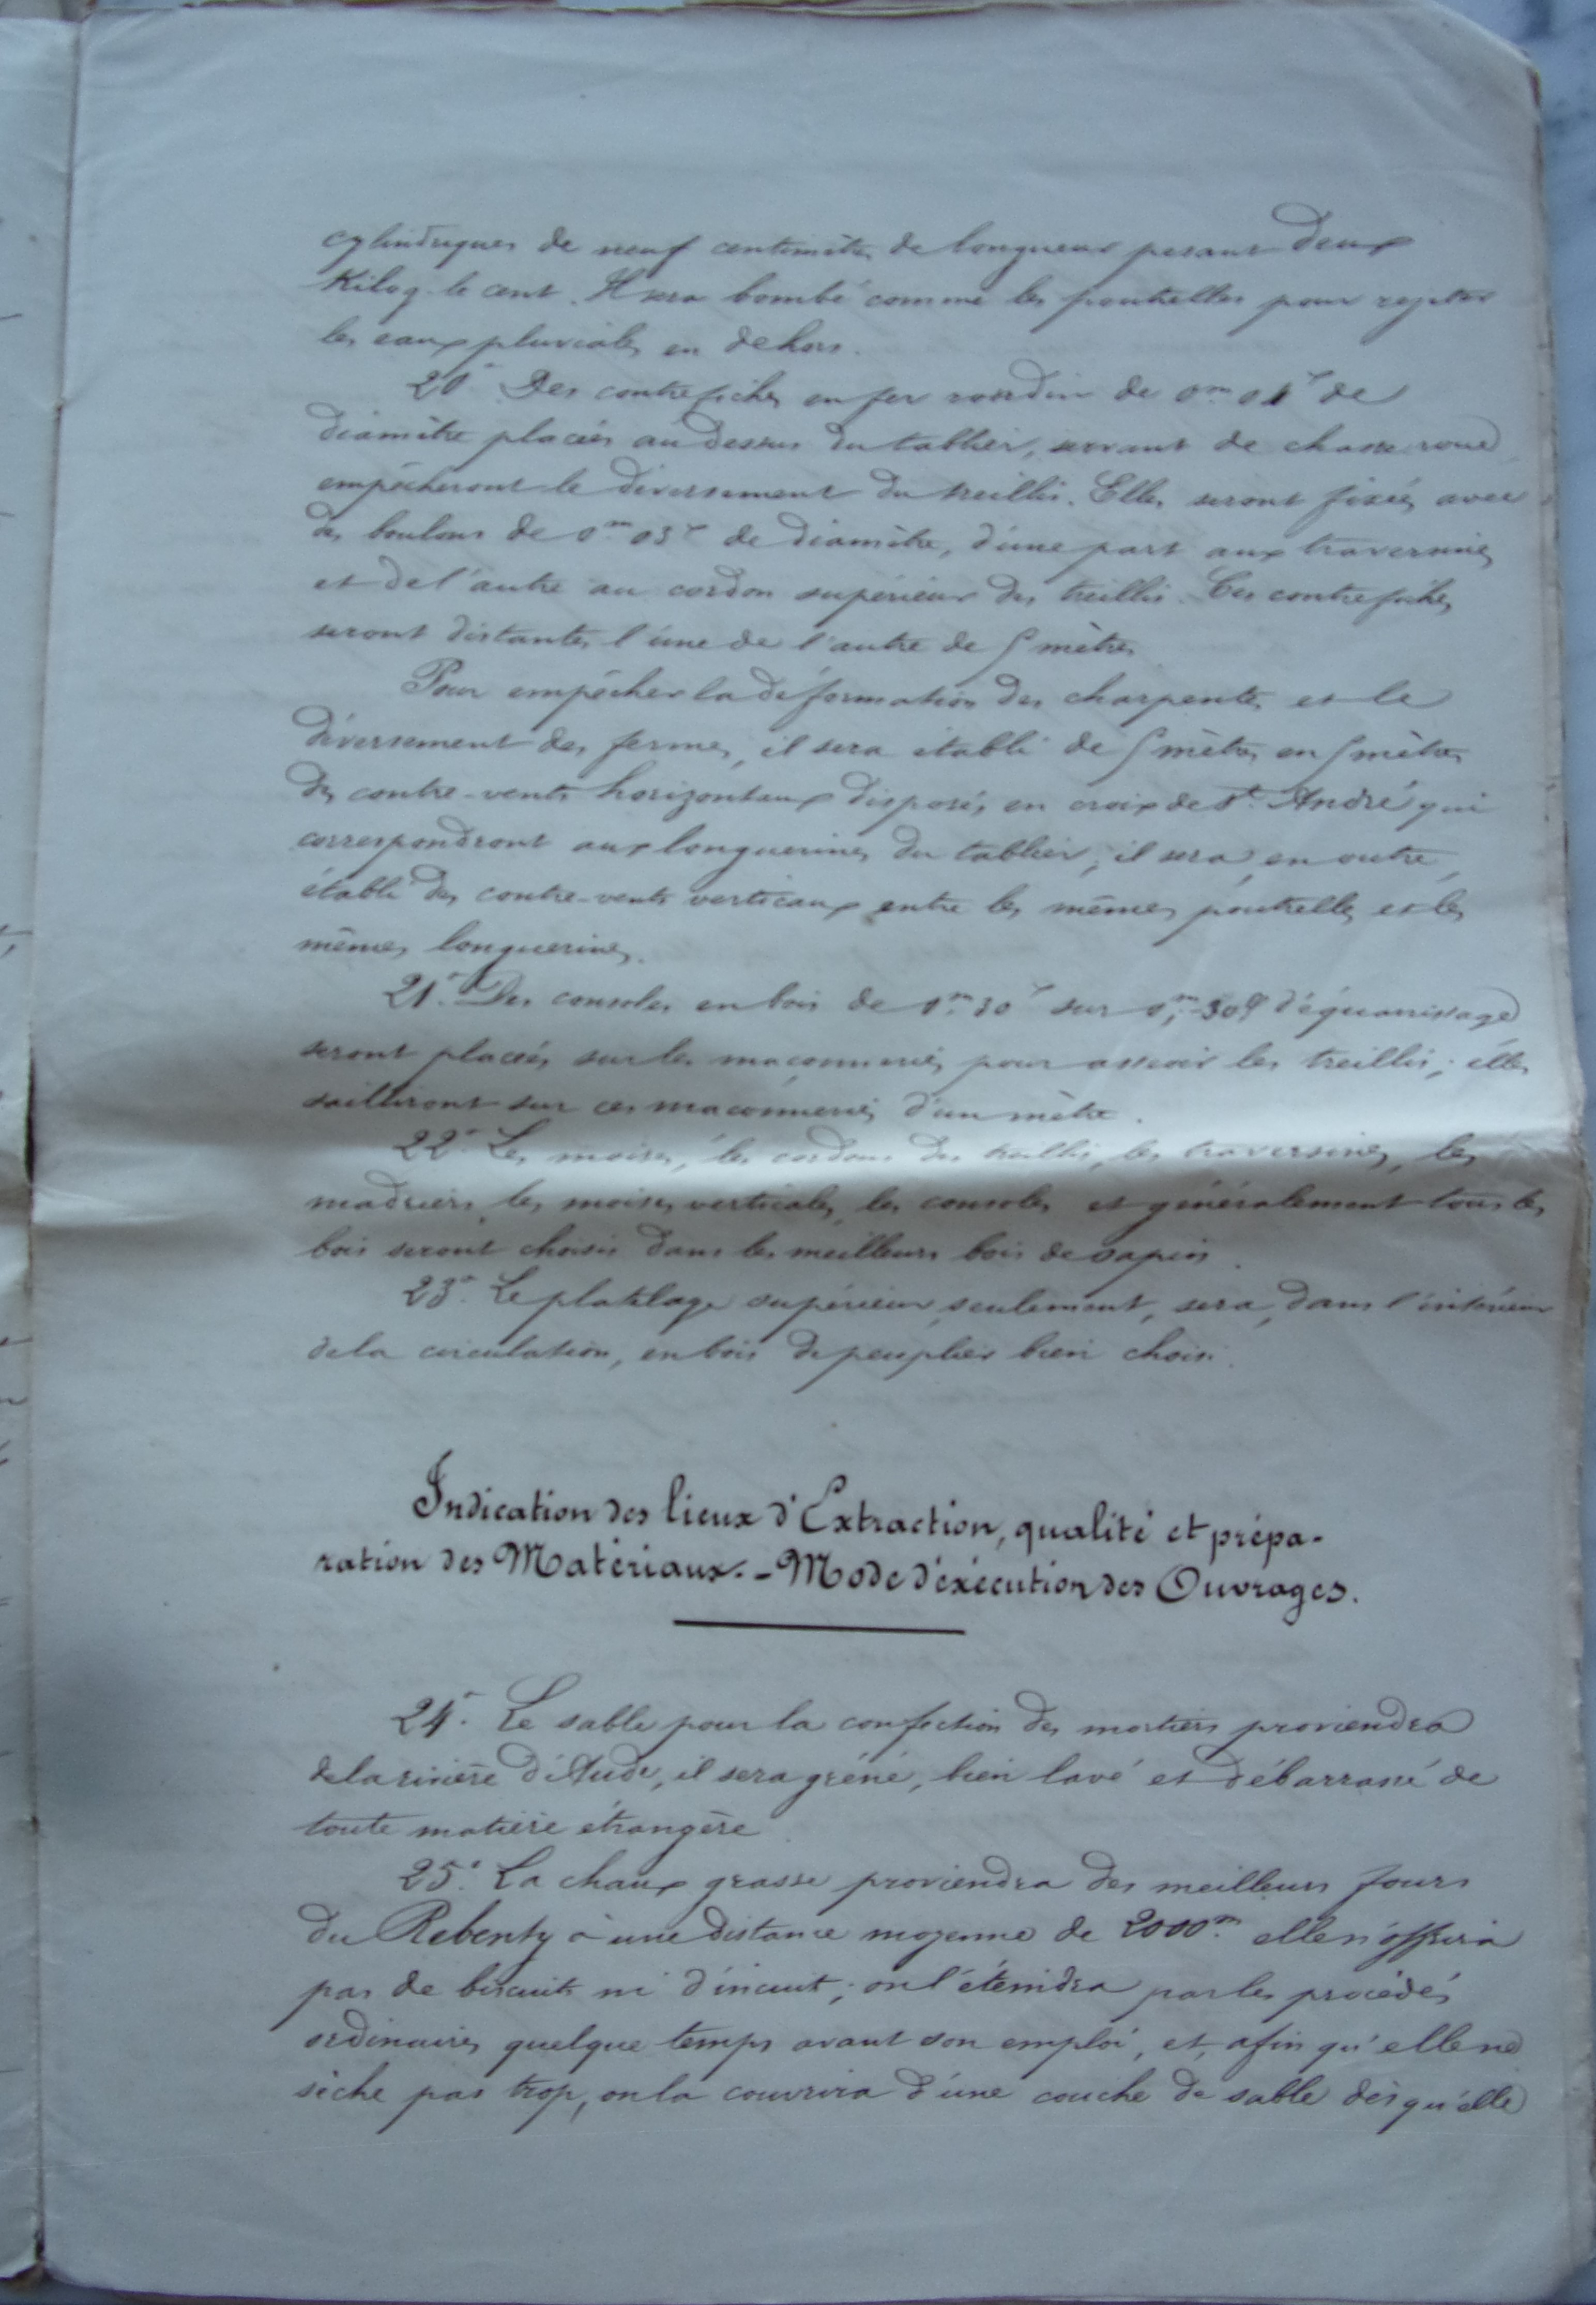 cylindriques de neuf centimètres de longueur pesant deux
Kilog. le cent. Il sera bombé comme les poutrelles pour rejeter
les eaux pluviales en dehors.
20° Des contrefiches en fer rondin de de
diamètre placées au dessus du tablier, servant de chasse roue
empêcheront le déversement du treillis. Elles seront fixées avec
des boulons de 0m 03c de diamètre, d'une part aux traversines
et de l'autre au cordon supérieur des treillis. Ces contrefiches
seront distantes l'une de l'autre de 5 mètres
Pour empêcher la déformation des charpentes et le
déversement des fermes, il sera établi de 5 mètres en 5 mètres
des contre-vents horizontaux disposés en croix de St. André qui
correspondront aux longuerines du tablier; il sera, en outre,
établi des contre-vents verticaux entre les mêmes poutrelles et les
mêmes longuerines.
21° Des consoles en bois de 0m 30c sur 0m, 30c d'équarrissage
seront placées sur les maçonneries pour asseoir les treillis; elles
sailliront sur ces maçonneries d'un mètre.
22° Les moises, les cordons des treillis, les traversines, les
madriers, les moises verticales, les consoles et généralement tous les
bois seront choisis dans les meilleurs bois de sapin.
23° Le platelage supérieur, seulement, sera, dans l'intérieur
de la circulation, en bois de peuplier bien choisi.
Indication des lieux d'Extraction, qualité et prépa-
ration des Matériaux. - Mode d'éxécution des Ouvrages.
24° Le sable pour la confection des mortiers proviendra
de la rivière d'Aude, il sera gréné, bien lavé et débarrassé de
toute matière étrangère
25° La chaux grasse proviendra des meilleurs fours
du Rebenty à une distance moyenne de 2000m. elle n'offrira
pas de biscuits ni d'incuit; on l'éteindra par les procédés
ordinaires quelque temps avant son emploi, et, afin qu'elle ne
sèche pas trop, on la couvrira d'une couche de sable dès qu'elle